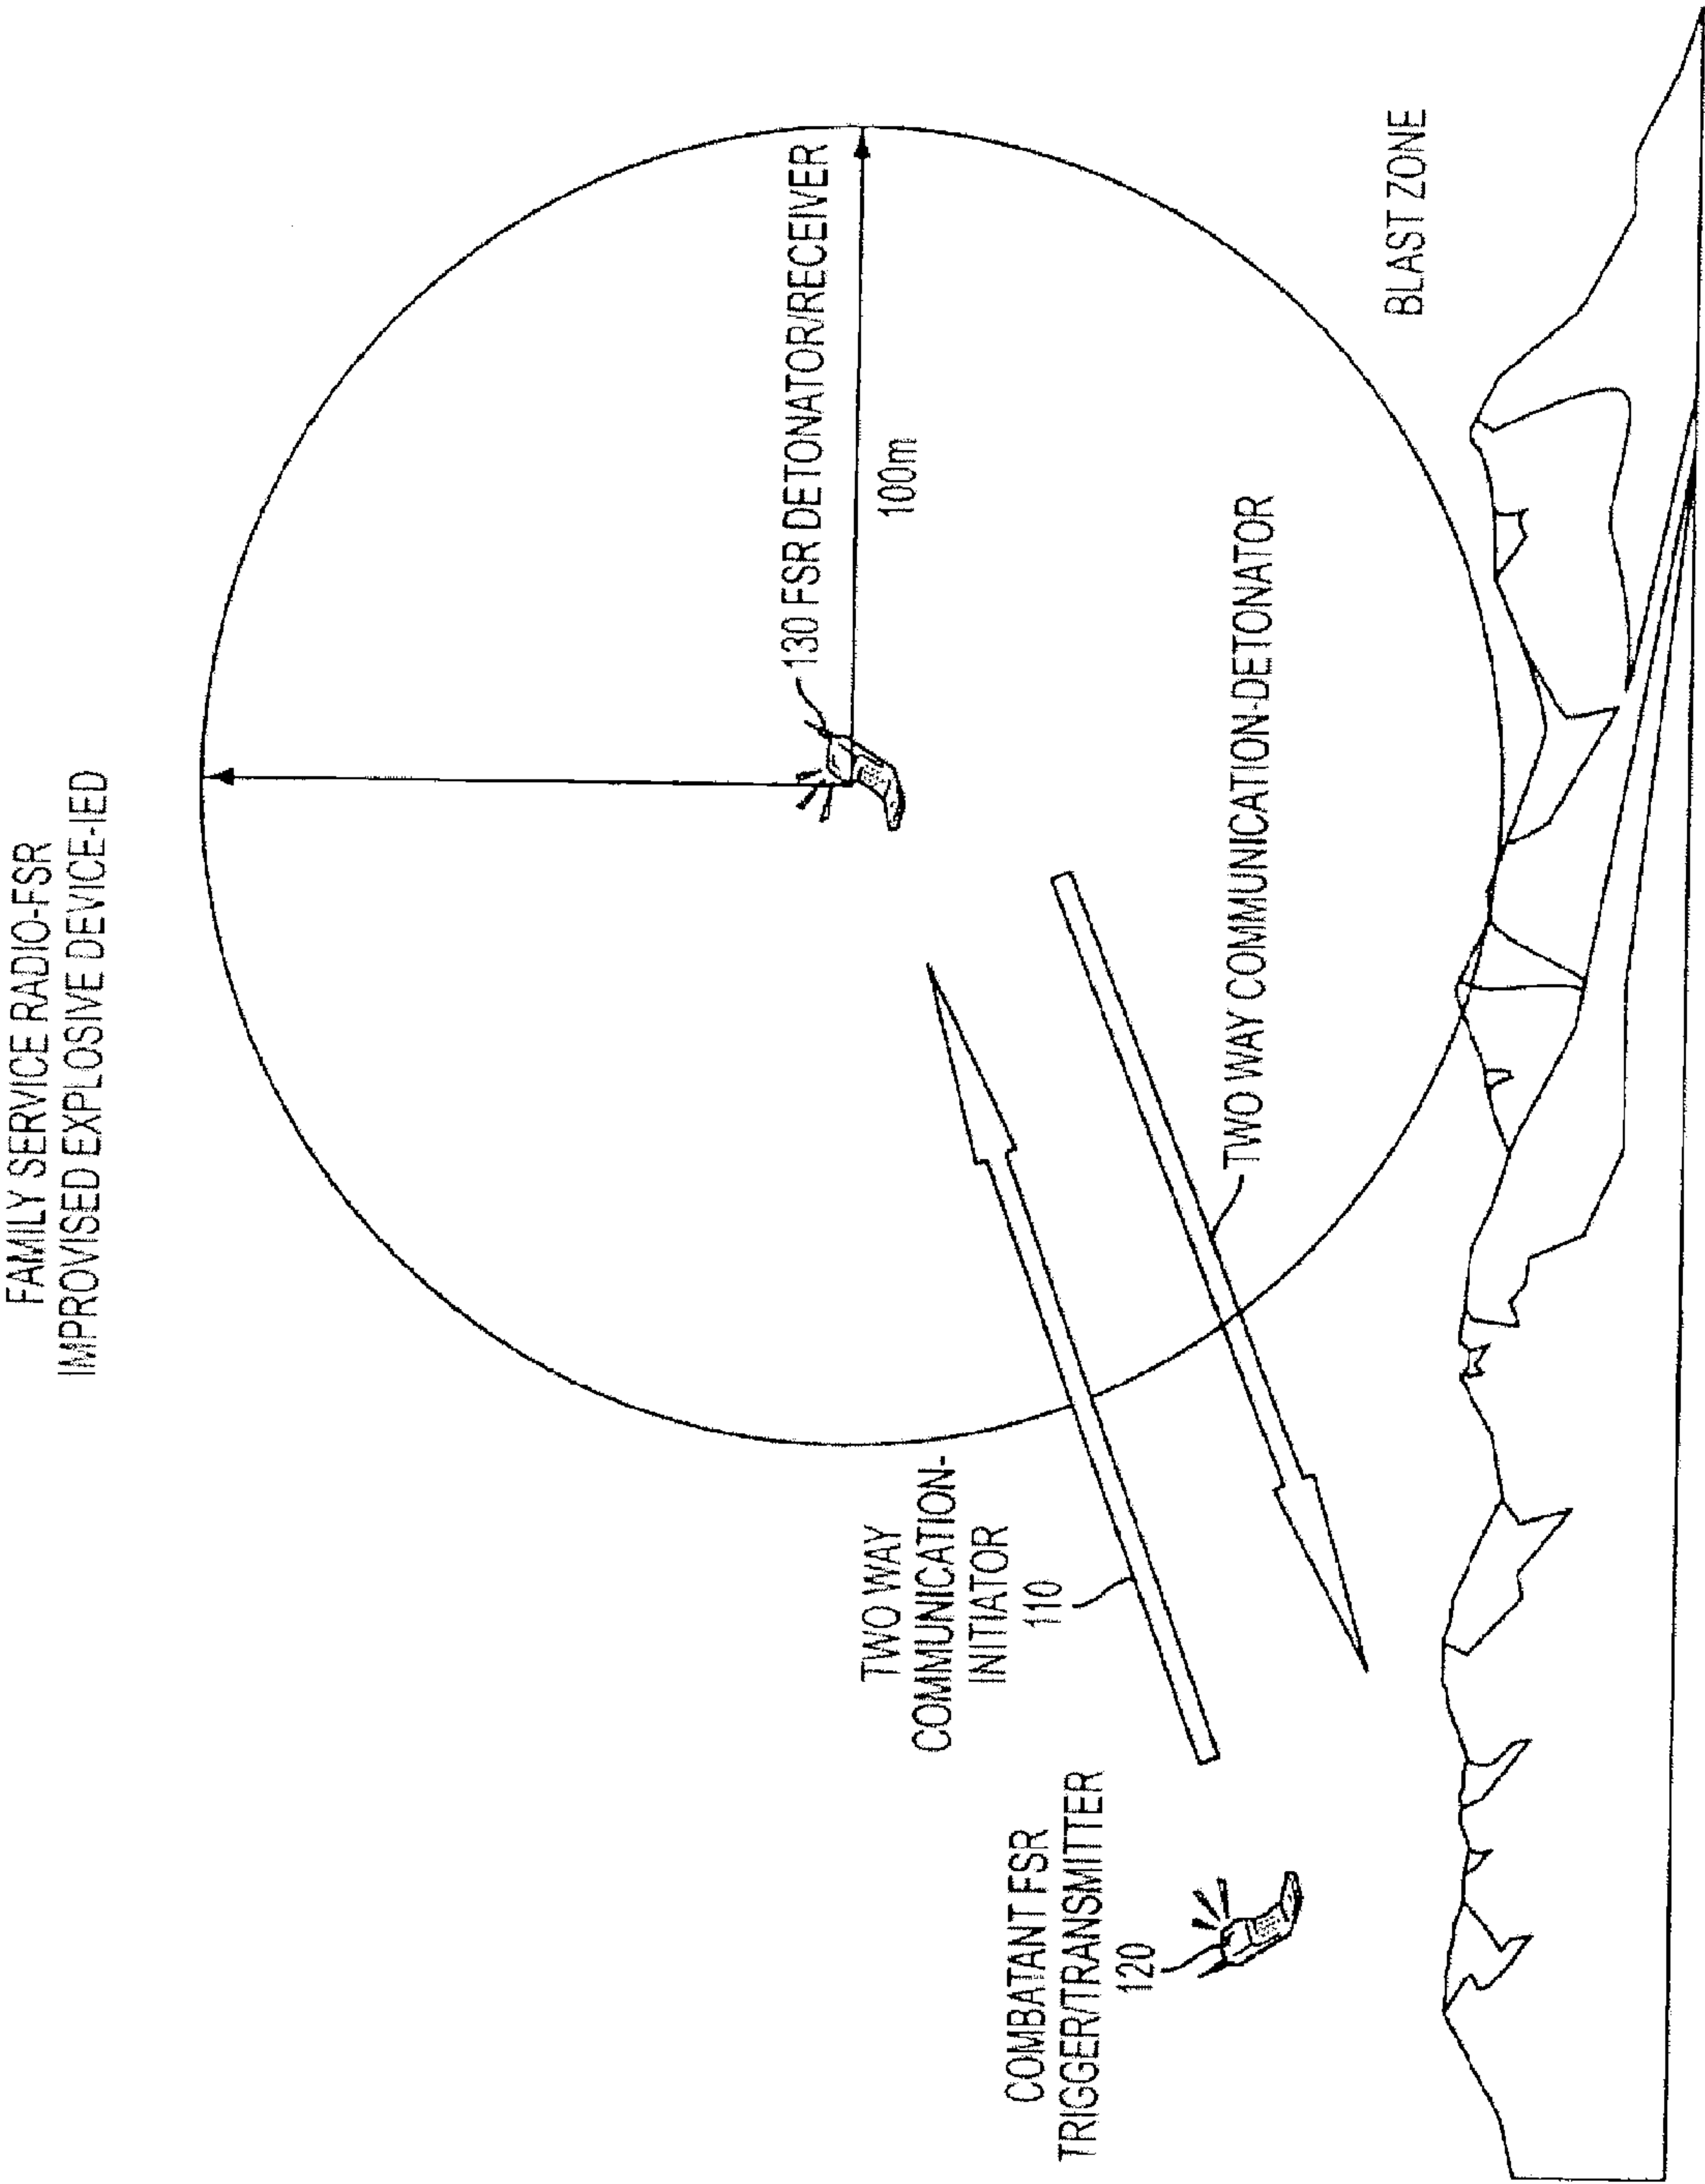 FAMILY SERVICE RADIO-FSR
IMPROVISED EXPLOSIVE DEVICE-IED
130 FSR DETONATOR/RECEIVER
100m
TWO WAY
COMMUNICATION-
INITIATOR
110
TWO WAY COMMUNICATION-DETONATOR
COMBATANT FSR
TRIGGER/TRANSMITTER
120
BLAST ZONE